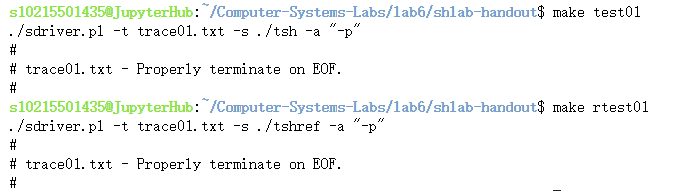 s10215501435@JupyterHub:~/Computer-Systems-Labs/lab6/shlab-handout$ make test01
./sdriver.pl -t trace01.txt -s ./tsh -a "-p"
#
# trace01.txt - Properly terminate on EOF.
#
s10215501435@JupyterHub:~/Computer-Systems-Labs/lab6/shlab-handout$ make rtest01
./sdriver.pl -t trace01.txt -s ./tshref -a "-p"
#
# trace01.txt - Properly terminate on EOF.
#